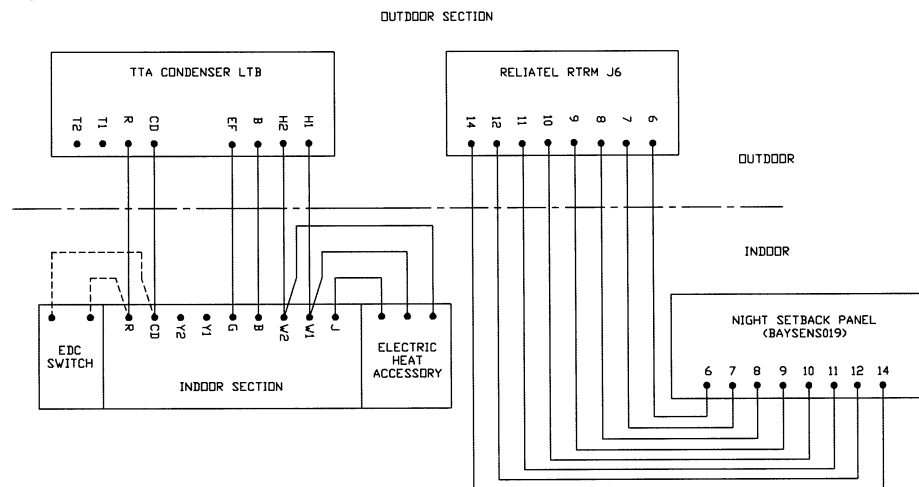 OUTDOOR SECTION
TTA CONDENSER LTB
T2 T1 R CD EF B H2 H1
RELIATEL RTRM J6
14 12 11 10 9 8 7 6
OUTDOOR
INDOOR
EDC
SWITCH
R CD Y2 Y1 G B W2 W1 J
INDOOR SECTION
ELECTRIC
HEAT
ACCESSORY
NIGHT SETBACK PANEL
(BAYSENS019)
6 7 8 9 10 11 12 14